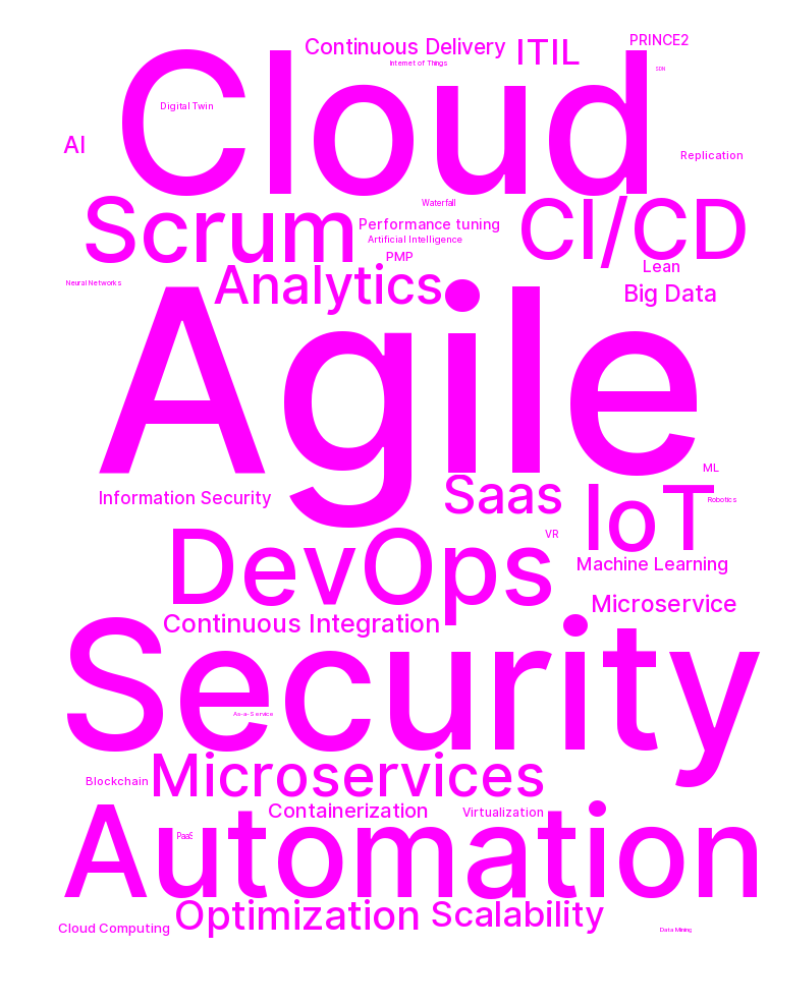 Continuous Delivery
ITIL
PRINCE2
Internet of Things
Cloud
SDN
Digital Twin
AI
Replication
Scrum
Waterfall
Performance tuning
CI/CD
Artificial Intelligence
PMP
Lean
Neural Networks
Analytics
Big Data
Agile
ML
Information Security
Saas
IoT
Robotics
DevOps
VR
Machine Learning
Microservice
Continuous Integration
Security
As-a-Service
Blockchain
Microservices
Containerization
Virtualization
Automation
PaaS
Optimization
Scalability
Cloud Computing
Data Mining